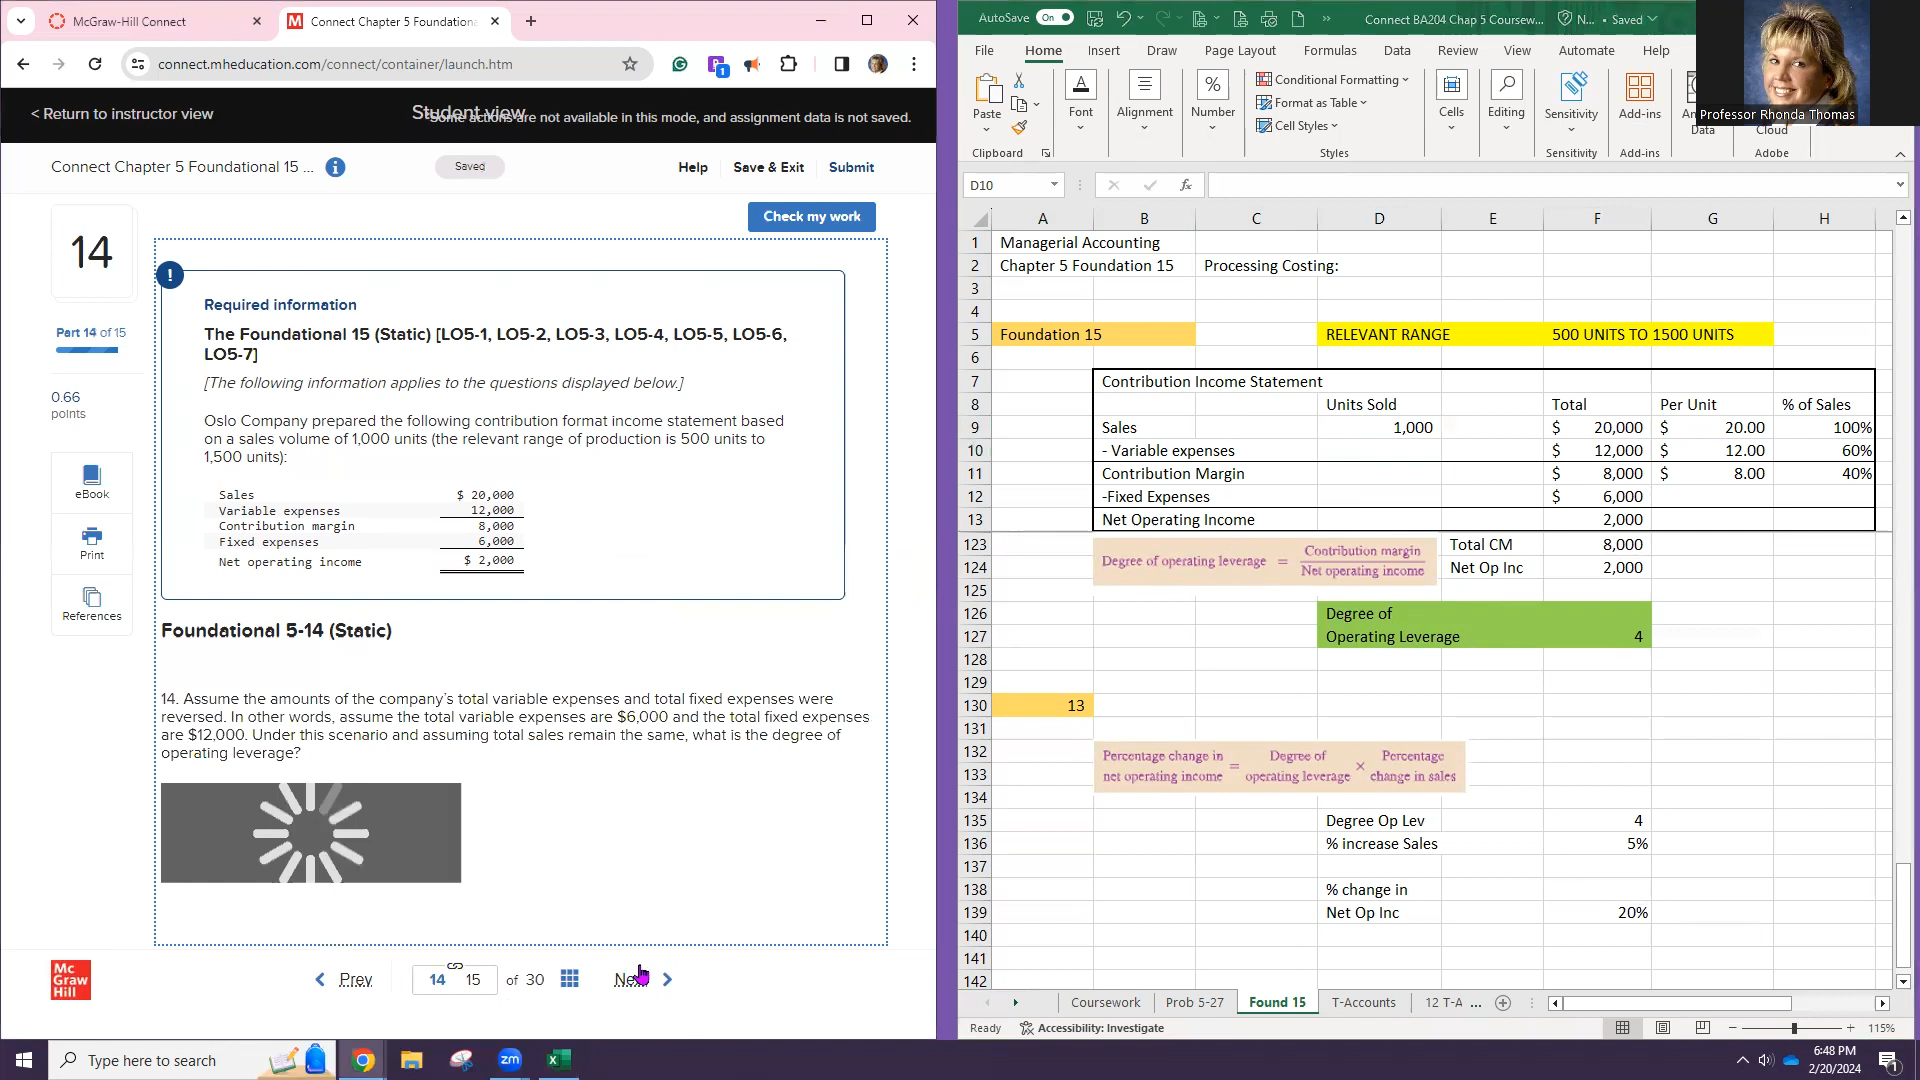 McGraw-Hill Connect
Connect Chapter 5 Foundationa
connect.mheducation.com/connect/container/launch.htm
1
< Return to instructor view
Student view
are not available in this mode, and assignment data is not saved.
Connect Chapter 5 Foundational 15 ...
Saved
Help
Save & Exit
Submit
Check my work
14
Part 14 of 15
0.66
points
eBook
Print
References
!
Required information
The Foundational 15 (Static) [LO5-1, LO5-2, LO5-3, LO5-4, LO5-5, LO5-6,
LO5-7]
[The following information applies to the questions displayed below.]
Oslo Company prepared the following contribution format income statement based
on a sales volume of 1,000 units (the relevant range of production is 500 units to
1,500 units):
Sales $ 20,000
Variable expenses 12,000
Contribution margin 8,000
Fixed expenses 6,000
Net operating income $ 2,000
Foundational 5-14 (Static)
14. Assume the amounts of the company's total variable expenses and total fixed expenses were
reversed. In other words, assume the total variable expenses are $6,000 and the total fixed expenses
are $12,000. Under this scenario and assuming total sales remain the same, what is the degree of
operating leverage?
Mc
Graw
Hill
Prev
14 15 of 30
AutoSave On
Connect BA204 Chap 5 Coursew...
N... • Saved
File Home Insert Draw Page Layout Formulas Data Review View Automate Help
Paste
Clipboard
Font
Alignment
Number
Conditional Formatting
Format as Table
Cell Styles
Styles
Cells
Editing
Sensitivity
Sensitivity
Add-ins
Add-ins
Data
Cloud
Adobe
Professor Rhonda Thomas
D10
fx
A B C D E F G H
1 Managerial Accounting
2 Chapter 5 Foundation 15 Processing Costing:
3
4
5 Foundation 15 RELEVANT RANGE 500 UNITS TO 1500 UNITS
6
7 Contribution Income Statement
8 Units Sold Total Per Unit % of Sales
9 Sales 1,000 $ 20,000 $ 20.00 100%
10 - Variable expenses $ 12,000 $ 12.00 60%
11 Contribution Margin $ 8,000 $ 8.00 40%
12 -Fixed Expenses $ 6,000
13 Net Operating Income 2,000
123 Total CM 8,000
124 Net Op Inc 2,000
Degree of operating leverage = Contribution margin
Net operating income
125
126 Degree of
127 Operating Leverage 4
128
129
130 13
131
132 Percentage change in = Degree of × Percentage
133 net operating income operating leverage change in sales
134
135 Degree Op Lev 4
136 % increase Sales 5%
137
138 % change in
139 Net Op Inc 20%
140
141
142
Coursework Prob 5-27 Found 15 T-Accounts 12 T-A ...
Ready Accessibility: Investigate
115%
Type here to search
zm
6:48 PM
2/20/2024
1